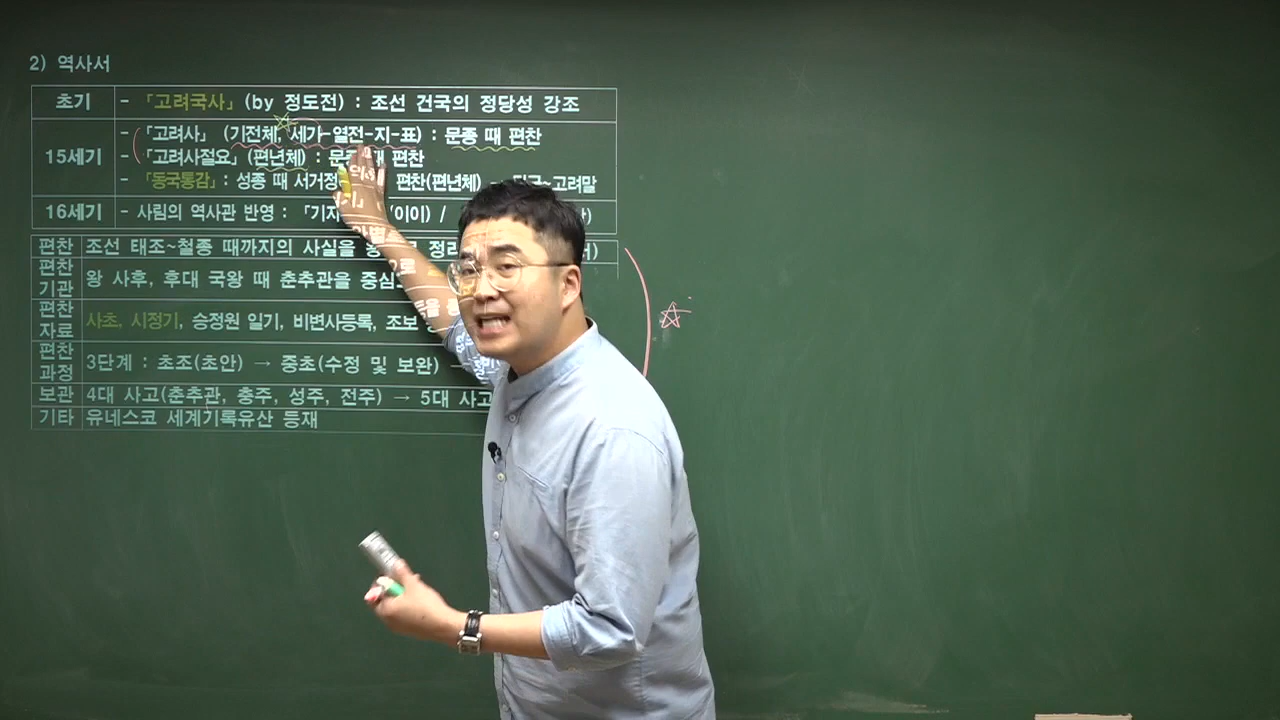 2) 역사서
초기 - 「고려국사」(by 정도전) : 조선 건국의 정당성 강조
15세기 - 「고려사」 (기전체, 세가-열전-지-표) : 문종 때 편찬
- 「고려사절요」(편년체) : 문종 때 편찬
- 「동국통감」 : 성종 때 서거정 편찬(편년체) 고려말
16세기 - 사림의 역사관 반영 : 「기자 (이이) /
편찬 조선 태조~철종 때까지의 사실을 정리
편찬 기관 왕 사후, 후대 국왕 때 춘추관을 중심으로
편찬 자료 사초, 시정기, 승정원 일기, 비변사등록, 조보
편찬 과정 3단계 : 초조(초안) → 중초(수정 및 보완) →
보관 4대 사고(춘추관, 충주, 성주, 전주) → 5대 사고
기타 유네스코 세계기록유산 등재